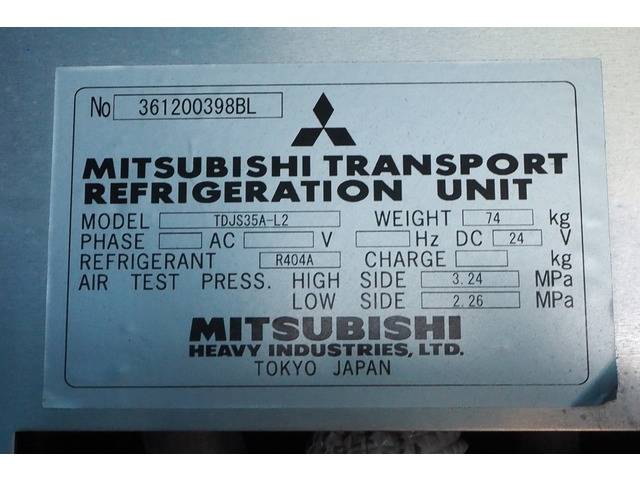 No 361200398BL
MITSUBISHI TRANSPORT
REFRIGERATION UNIT
MODEL TDJS35A-L2 WEIGHT 74 kg
PHASE AC V Hz DC 24 V
REFRIGERANT R404A CHARGE kg
AIR TEST PRESS. HIGH SIDE 3.24 MPa
LOW SIDE 2.26 MPa
MITSUBISHI
HEAVY INDUSTRIES, LTD.
TOKYO JAPAN